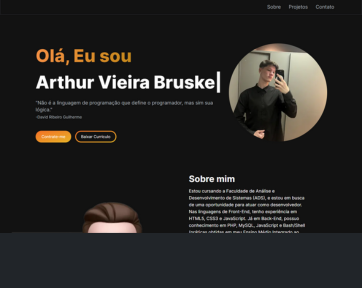 Sobre Projetos Contato
Olá, Eu sou
Arthur Vieira Bruske|
"Não é a linguagem de programação que define o programador, mas sim sua
lógica."
-David Ribeiro Guilherme
Contrate-me Baixar Currículo
Sobre mim
Estou cursando a Faculdade de Análise e
Desenvolvimento de Sistemas (ADS), e estou em busca
de uma oportunidade para atuar como desenvolvedor.
Nas linguagens de Front-End, tenho experiência em
HTML5, CSS3 e JavaScript. Já em Back-End, possuo
conhecimento em PHP, MySQL, JavaScript e Bash/Shell
(práticas obtidas em meu Ensino Médio integrado ao